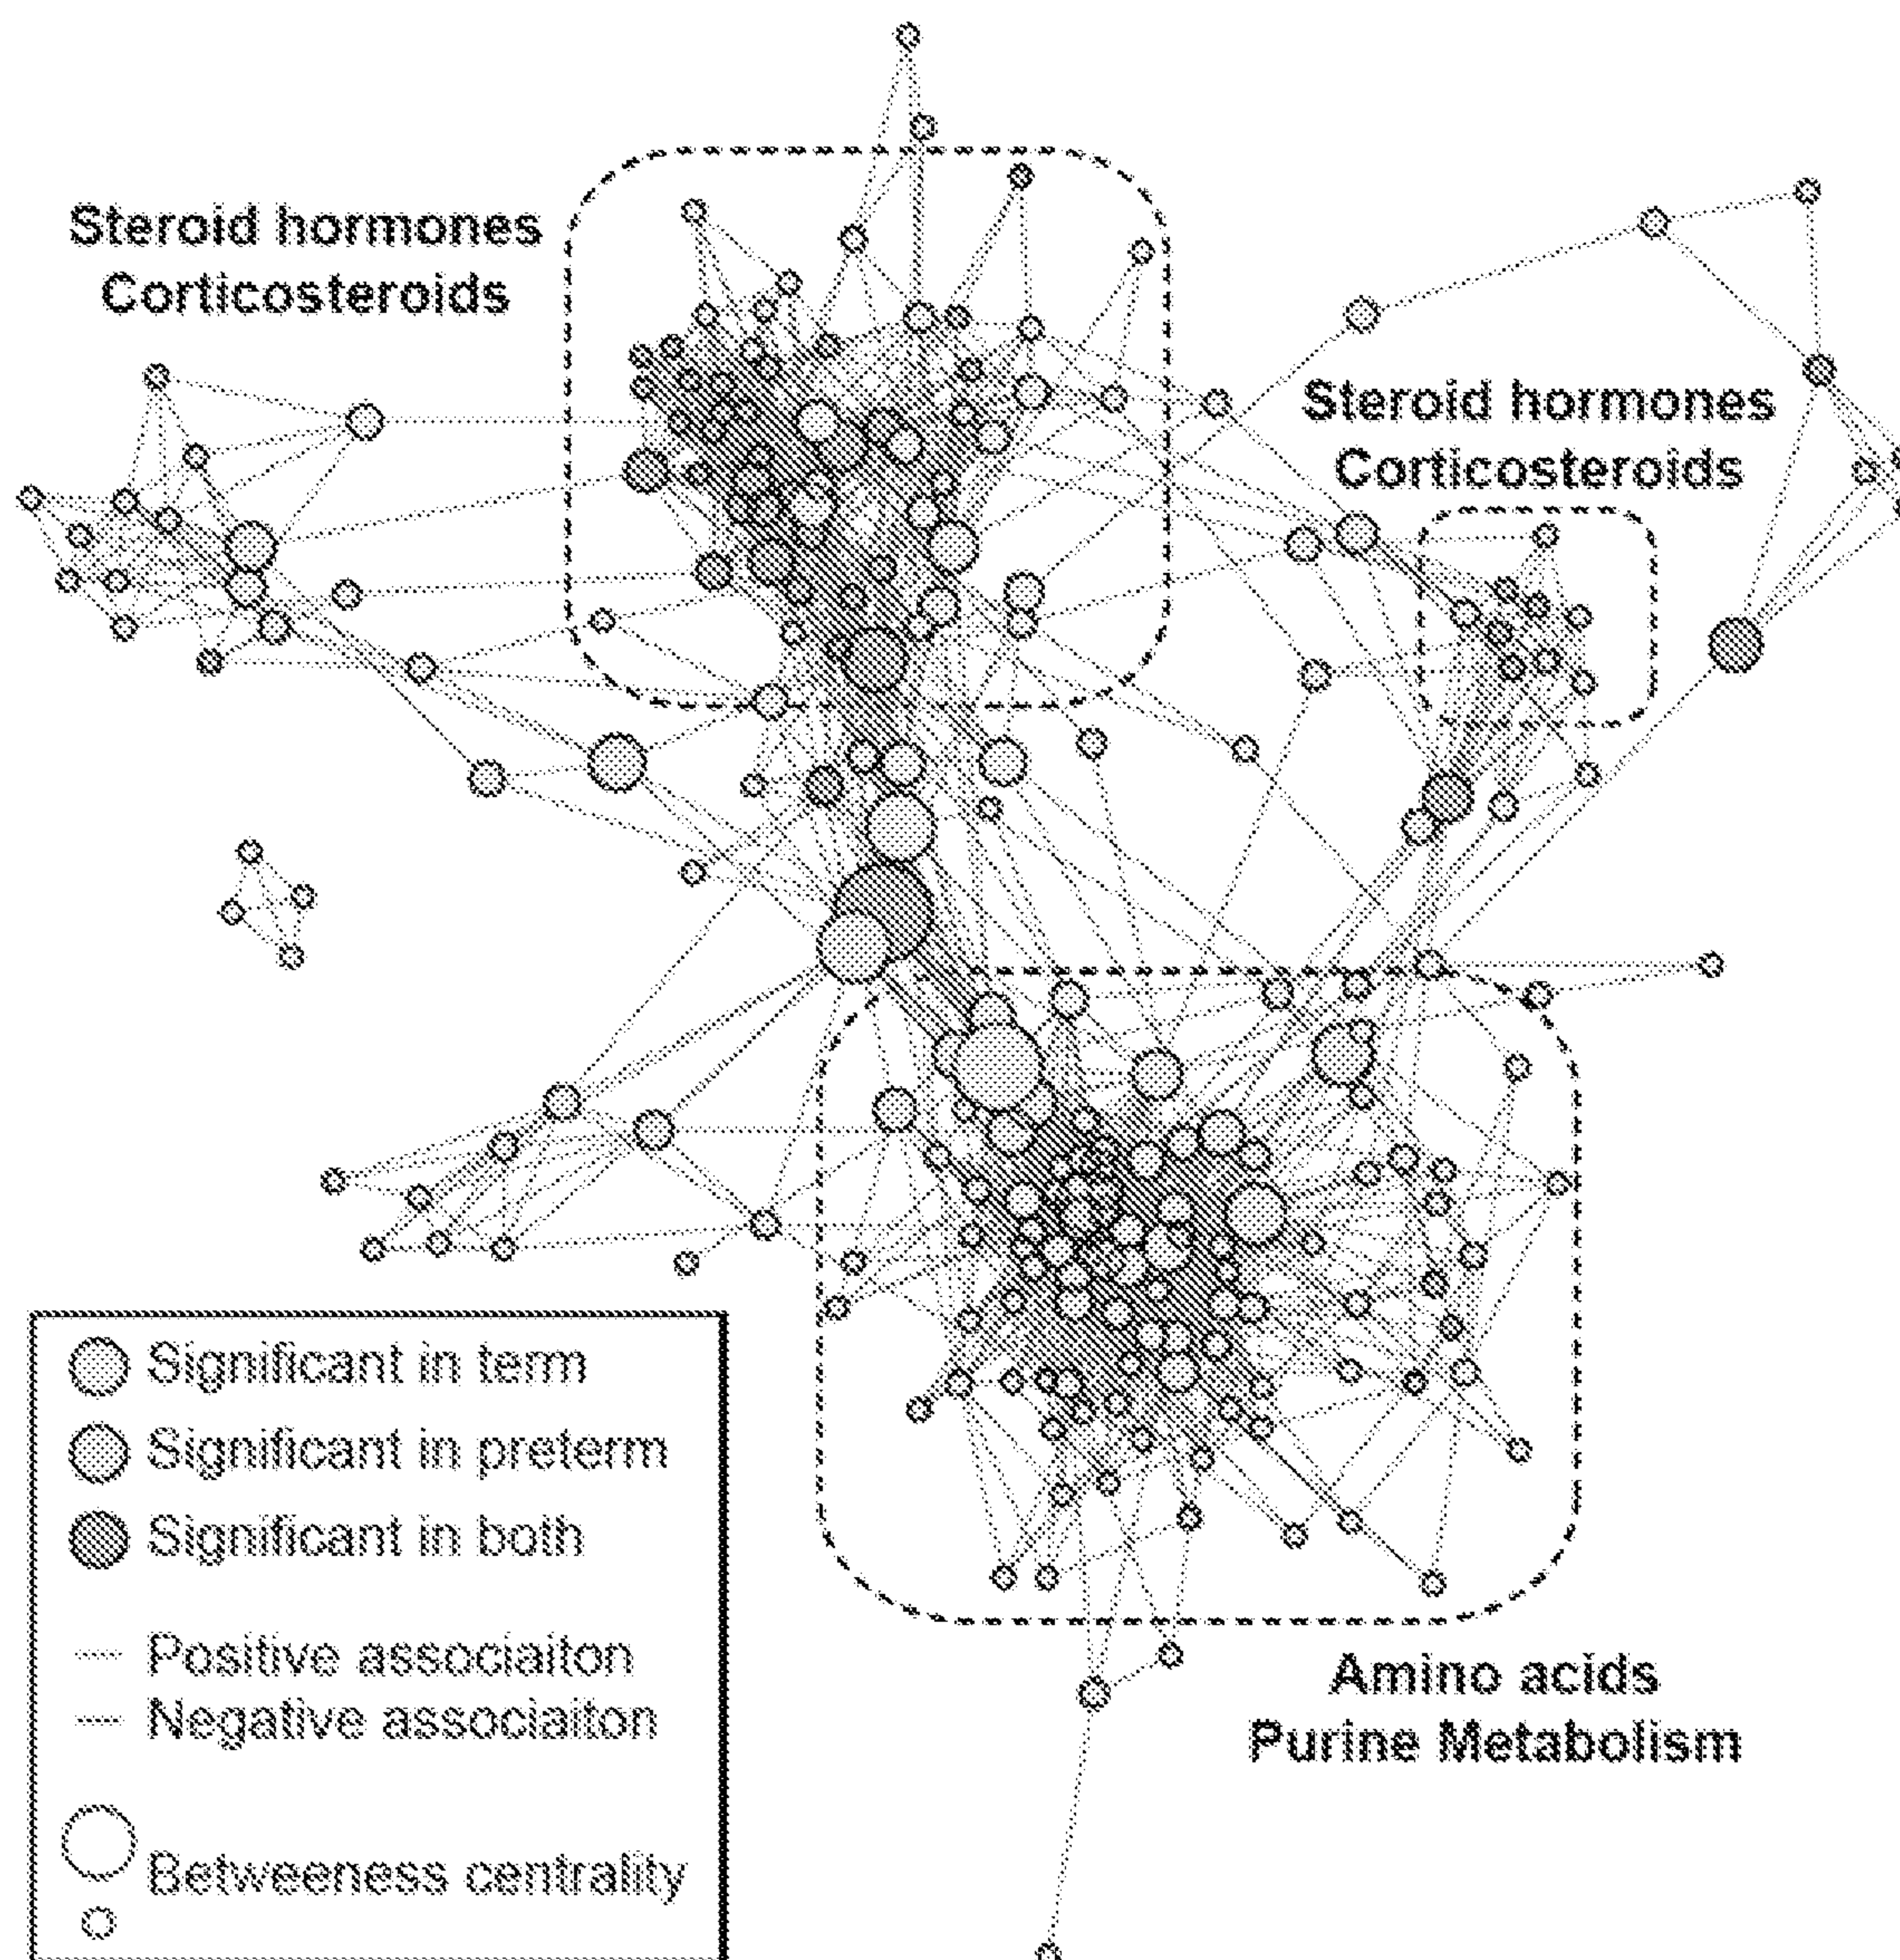 Steroid hormones
Corticosteroids
Steroid hormones
Corticosteroids
Significant in term
Significant in preterm
Significant in both
Positive associaiton
Negative associaiton
Betweeness centrality
Amino acids
Purine Metabolism